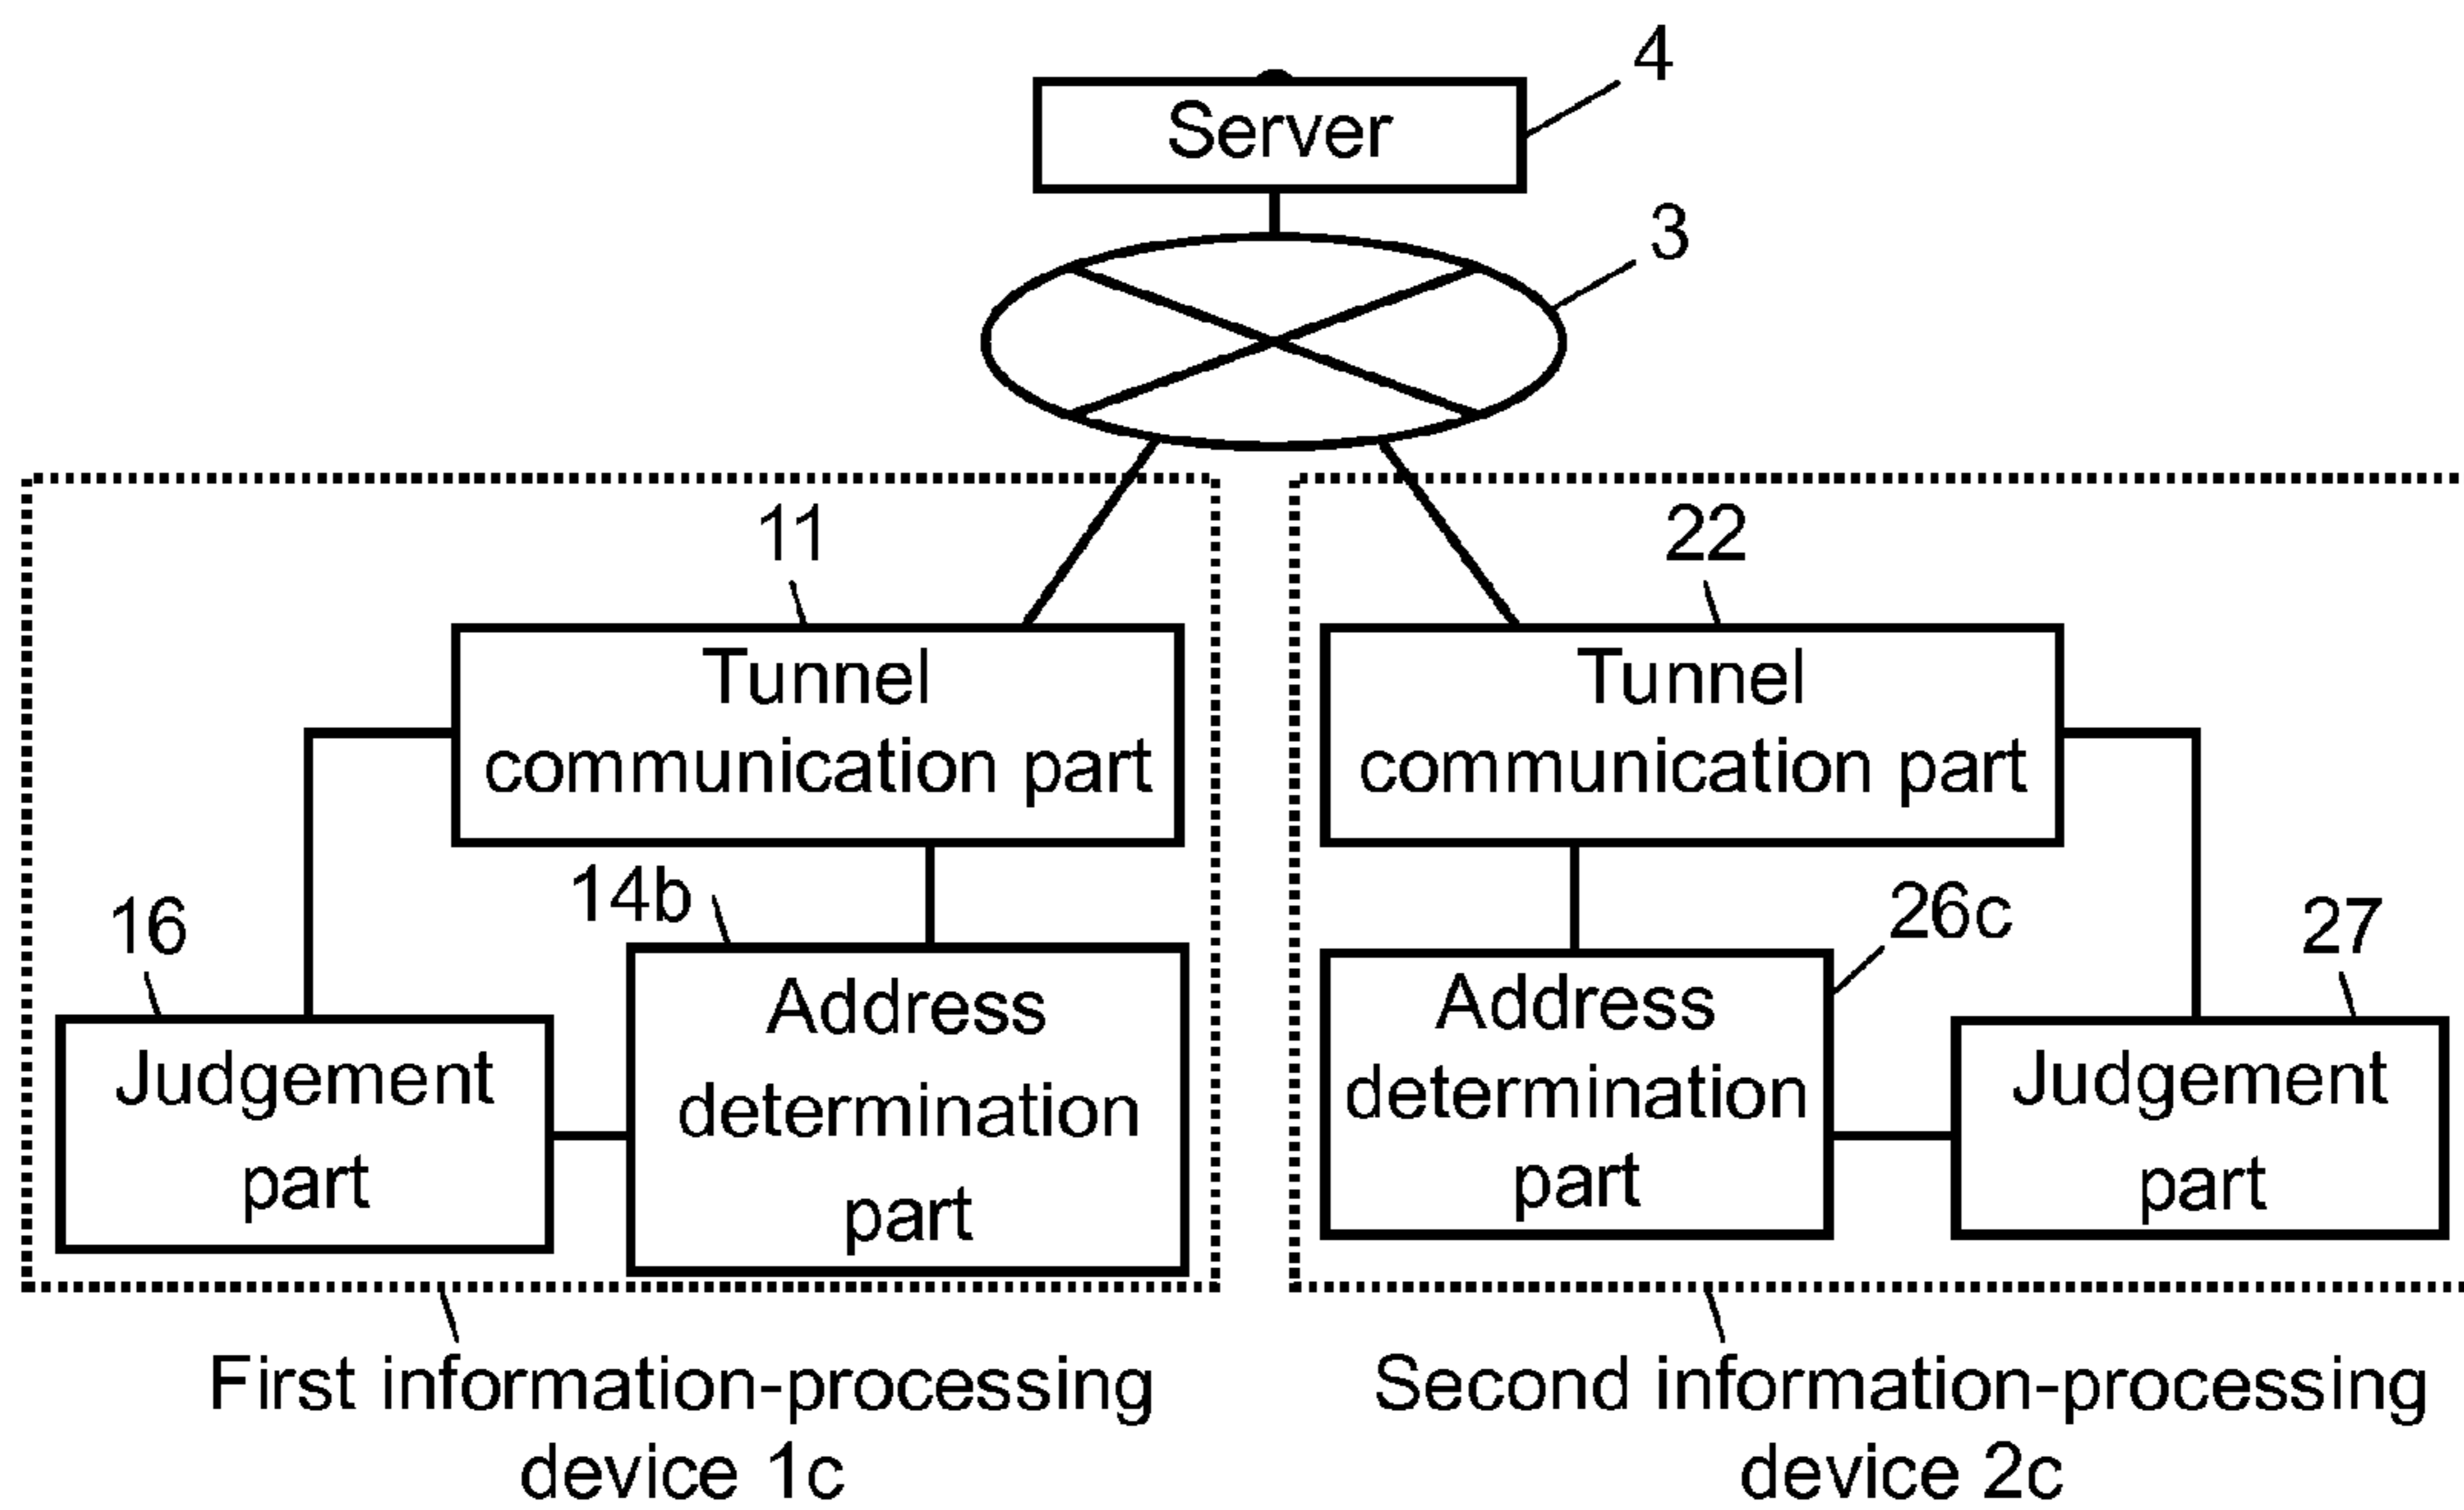 4
Server
3
11
Tunnel
communication part
14b
16
Address
determination
part
Judgement
part
First information-processing
device 1c
22
Tunnel
communication part
26c
27
Address
determination
part
Judgement
part
Second information-processing
device 2c